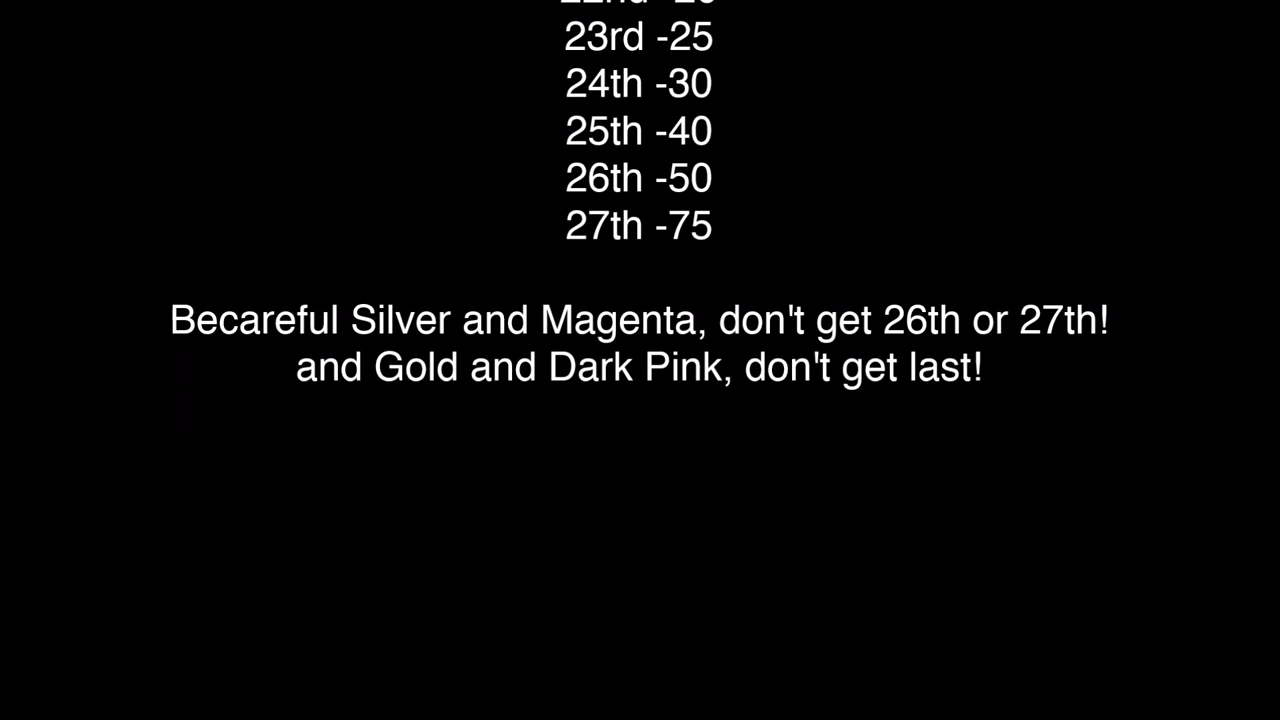 23rd -25
24th -30
25th -40
26th -50
27th -75
Becareful Silver and Magenta, don't get 26th or 27th!
and Gold and Dark Pink, don't get last!